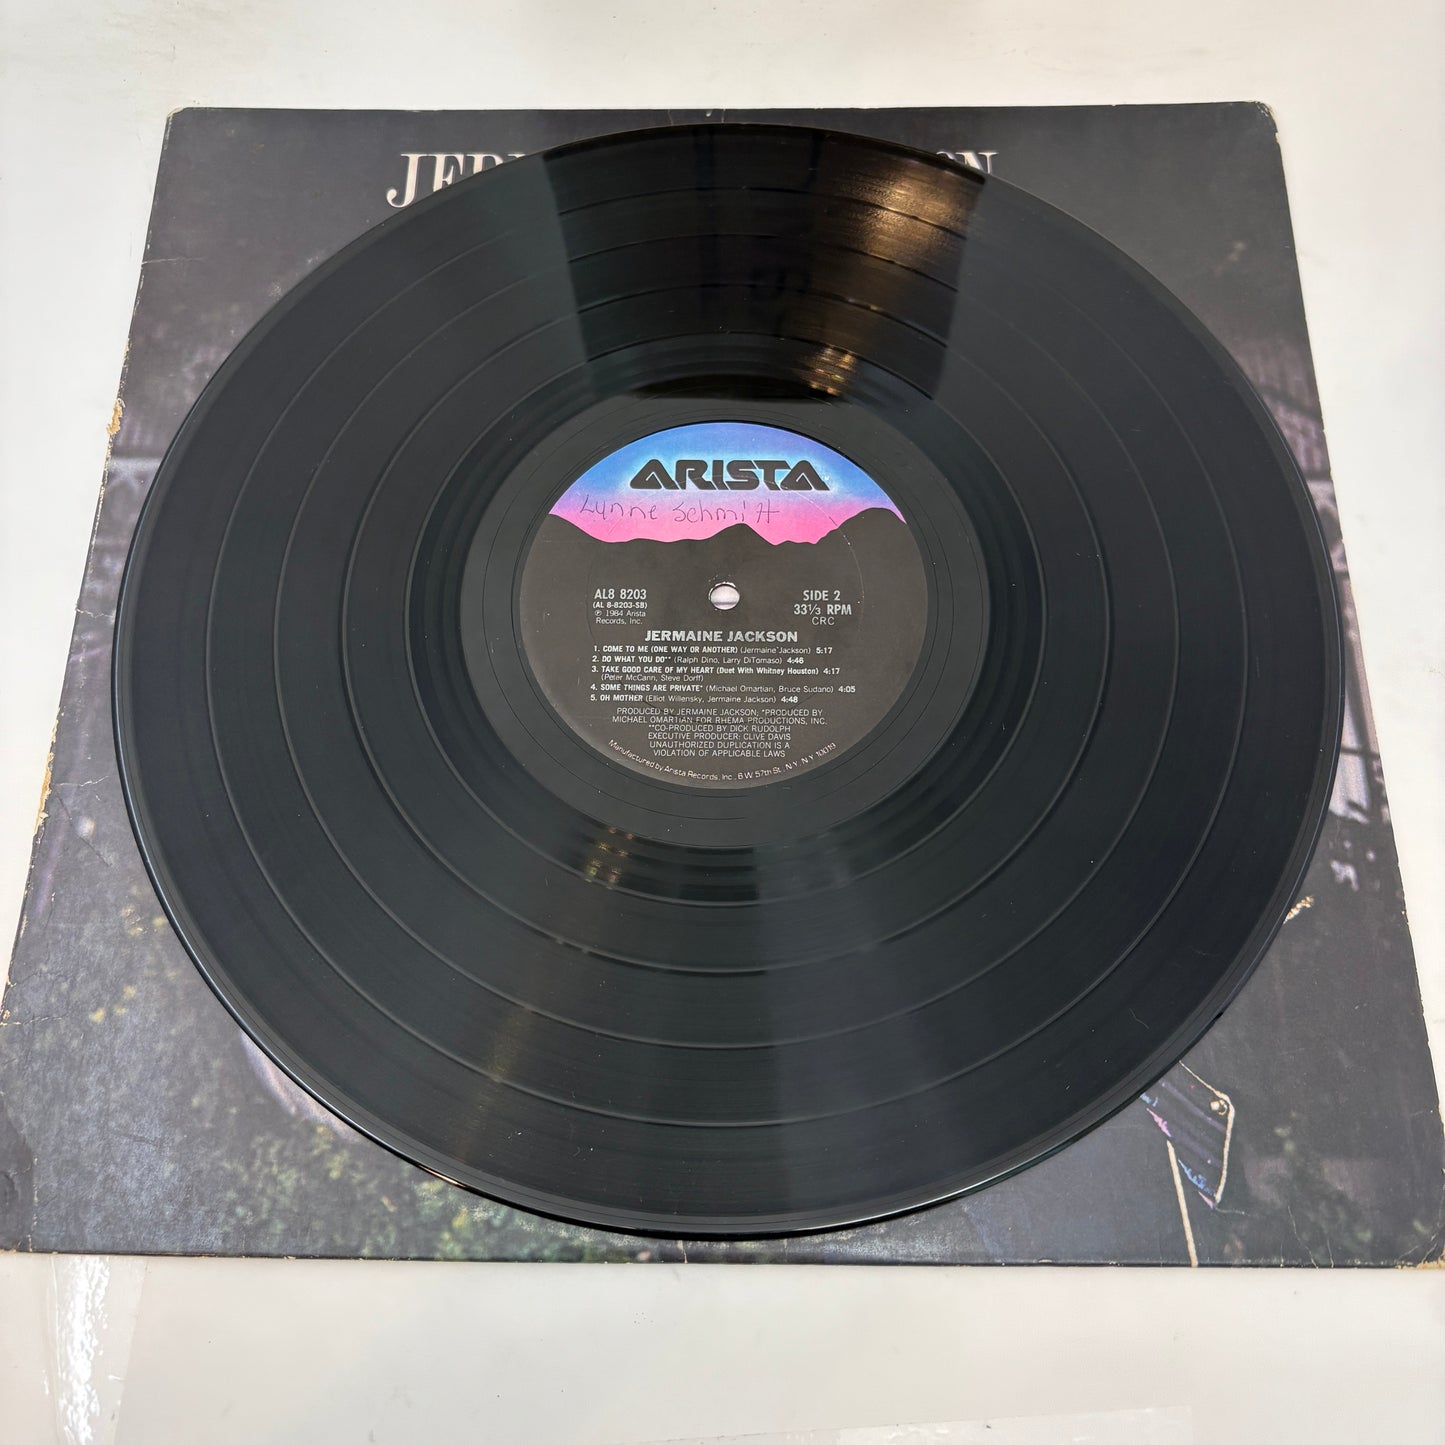 ARISTA
Lynne Schmitt
AL8 8203
(AL 8-8203-SB)
℗ 1984 Arista
Records, Inc.
SIDE 2
33⅓ RPM
CRC
JERMAINE JACKSON
1. COME TO ME (ONE WAY OR ANOTHER) (Jermaine Jackson) 5:17
2. DO WHAT YOU DO** (Ralph Dino, Larry DiTomaso) 4:46
3. TAKE GOOD CARE OF MY HEART (Duet With Whitney Houston) 4:17
(Peter McCann, Steve Dorff)
4. SOME THINGS ARE PRIVATE* (Michael Omartian, Bruce Sudano) 4:05
5. OH MOTHER (Elliot Willensky, Jermaine Jackson) 4:48
PRODUCED BY JERMAINE JACKSON; *PRODUCED BY
MICHAEL OMARTIAN FOR RHEMA PRODUCTIONS, INC.
**CO-PRODUCED BY DICK RUDOLPH
EXECUTIVE PRODUCER: CLIVE DAVIS
UNAUTHORIZED DUPLICATION IS A
VIOLATION OF APPLICABLE LAWS
Manufactured by Arista Records, Inc., 6 W. 57th St., N.Y., N.Y. 10019